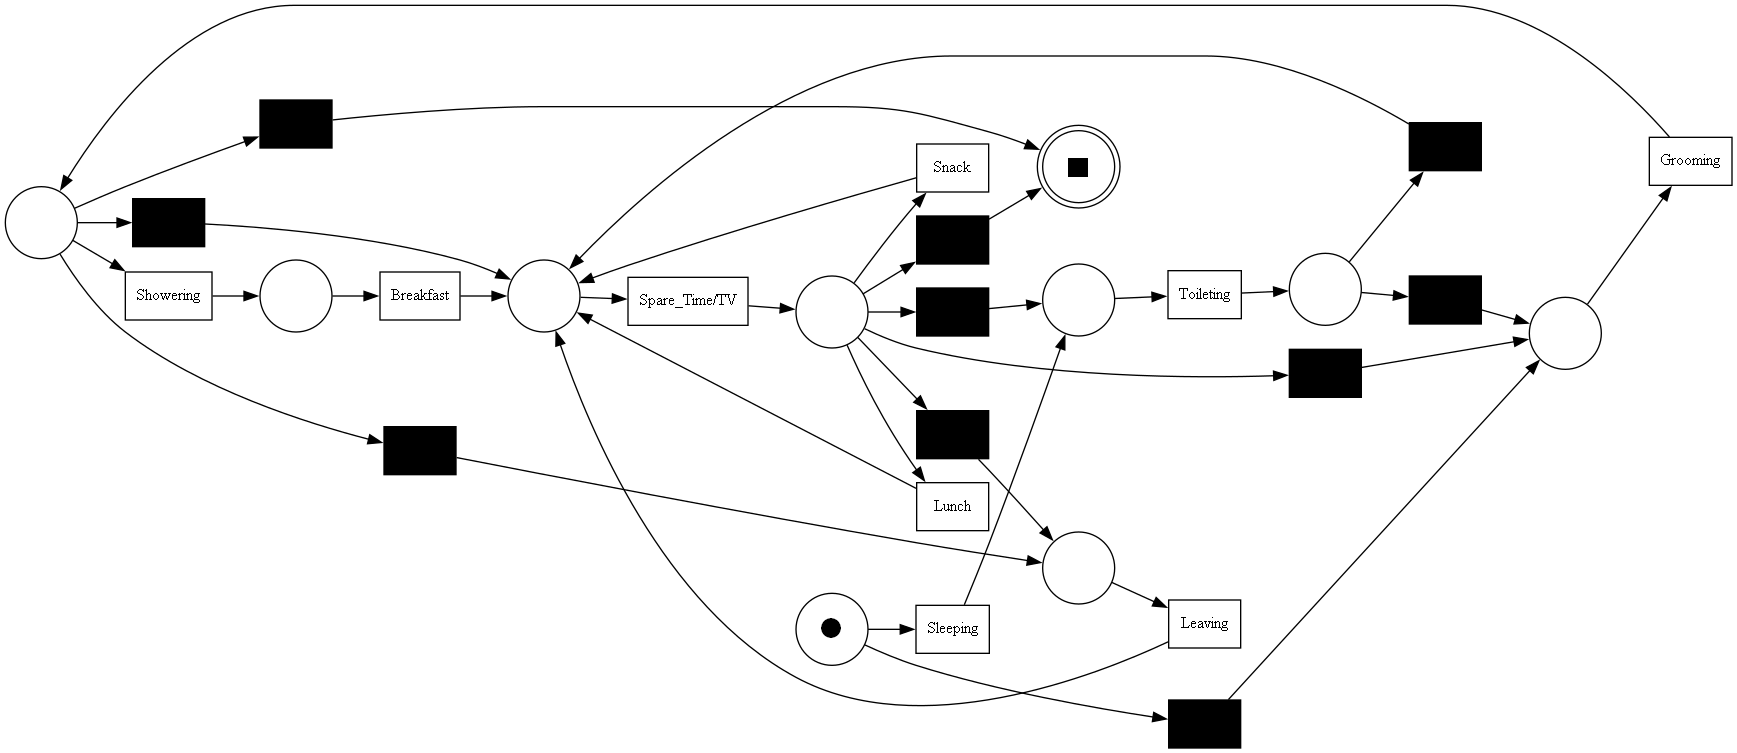 Snack
Grooming
Showering
Breakfast
Spare_Time/TV
Toileting
Lunch
Sleeping
Leaving